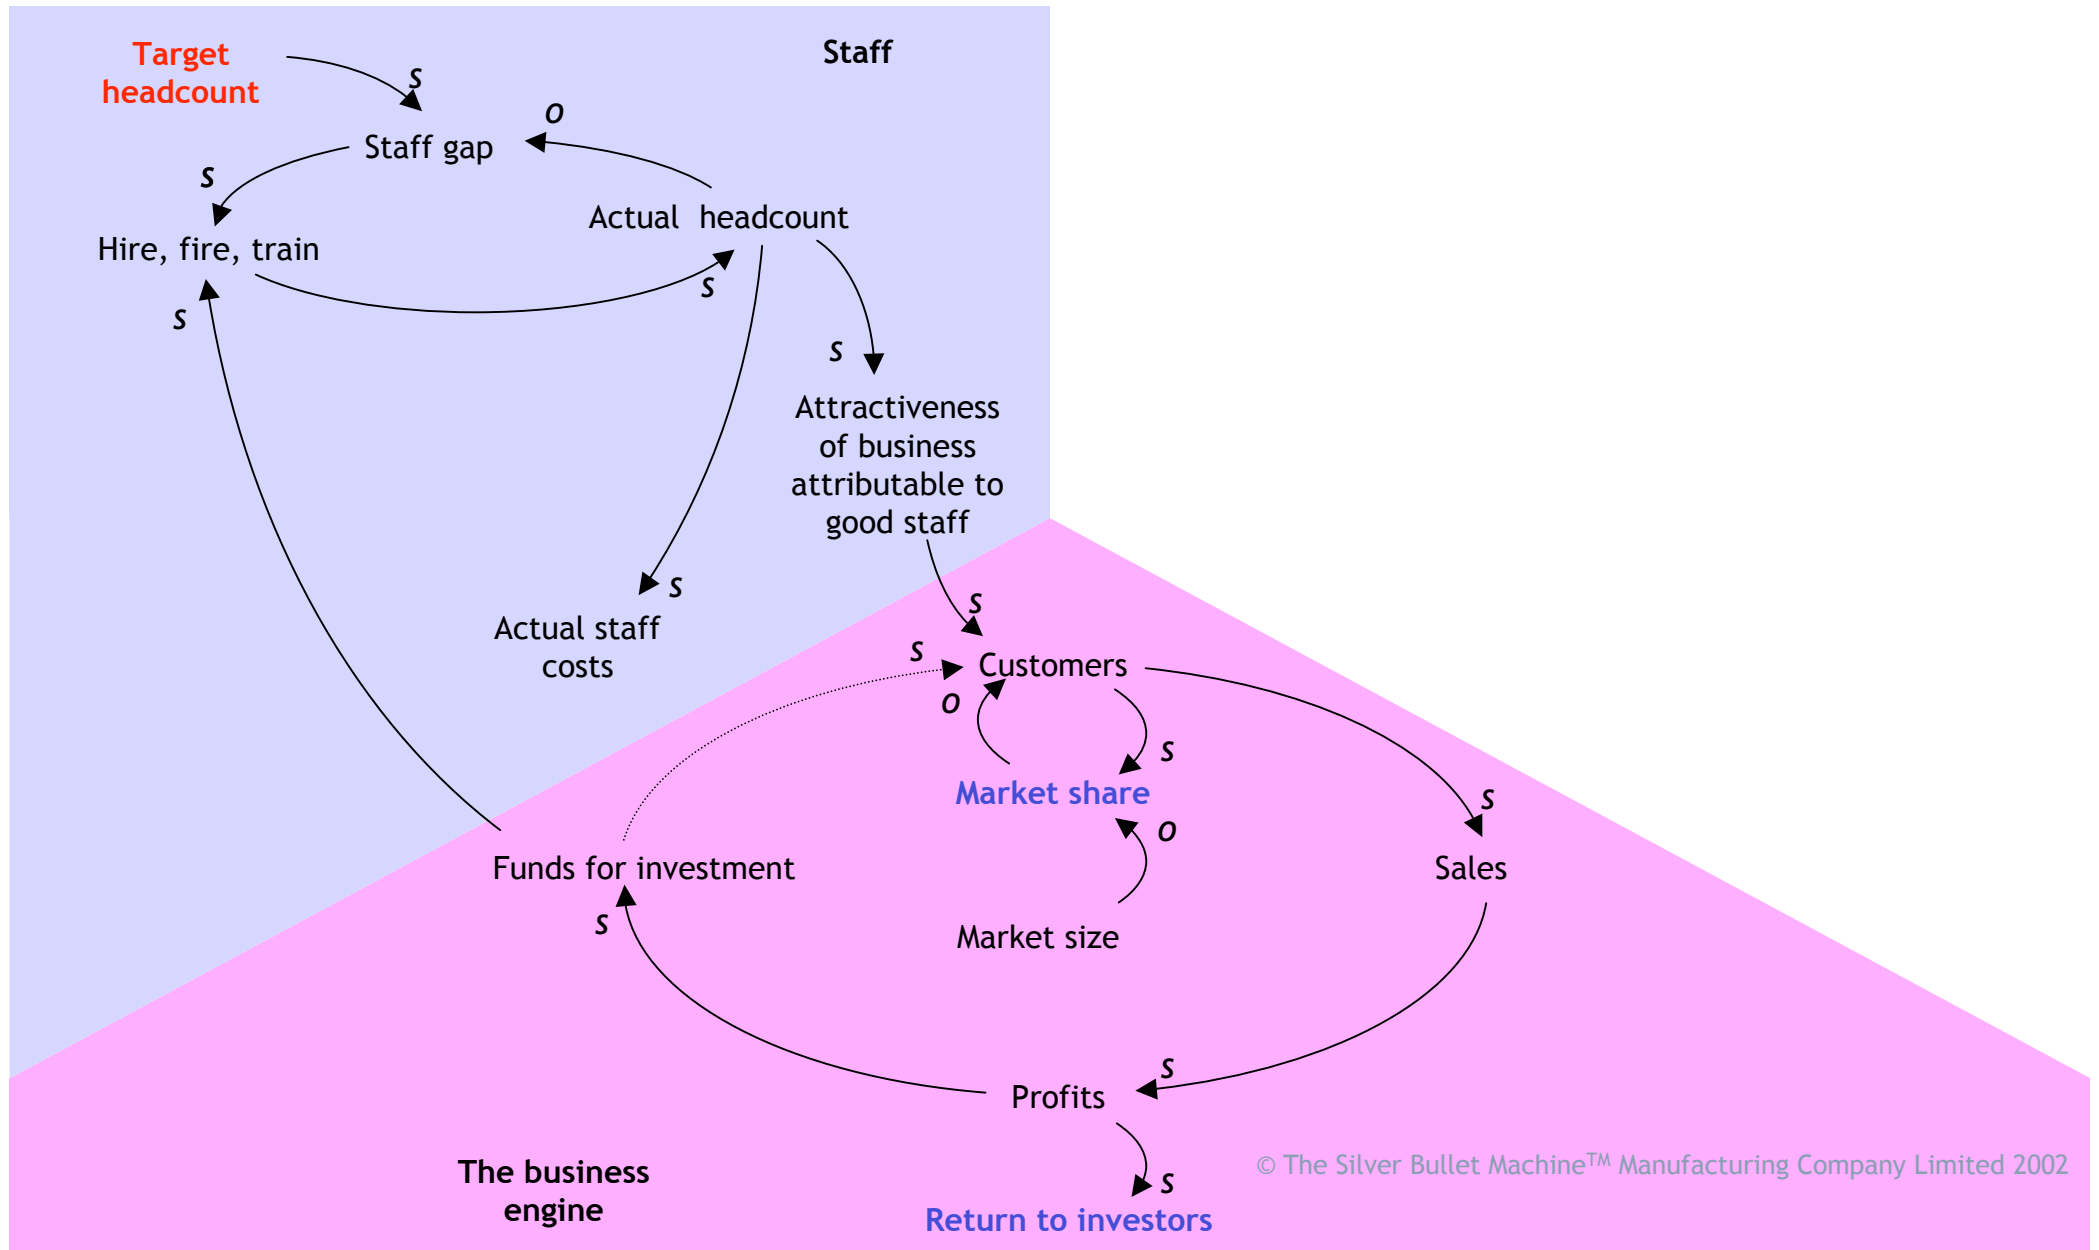 Target
headcount
Staff
S
O
Staff gap
S
Actual headcount
Hire, fire, train
S
S
S
Attractiveness
of business
attributable to
good staff
S
S
Actual staff
costs
S
Customers
O
S
Market share
S
O
Funds for investment
Sales
S
Market size
S
Profits
The business
engine
© The Silver Bullet Machine™ Manufacturing Company Limited 2002
S
Return to investors